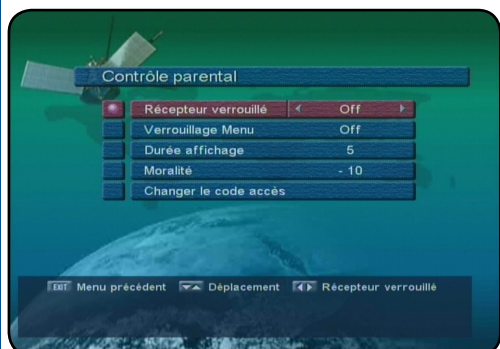 Contrôle parental
Récepteur verrouillé Off
Verrouillage Menu Off
Durée affichage 5
Moralité - 10
Changer le code accès
EXIT Menu précédent Déplacement Récepteur verrouillé